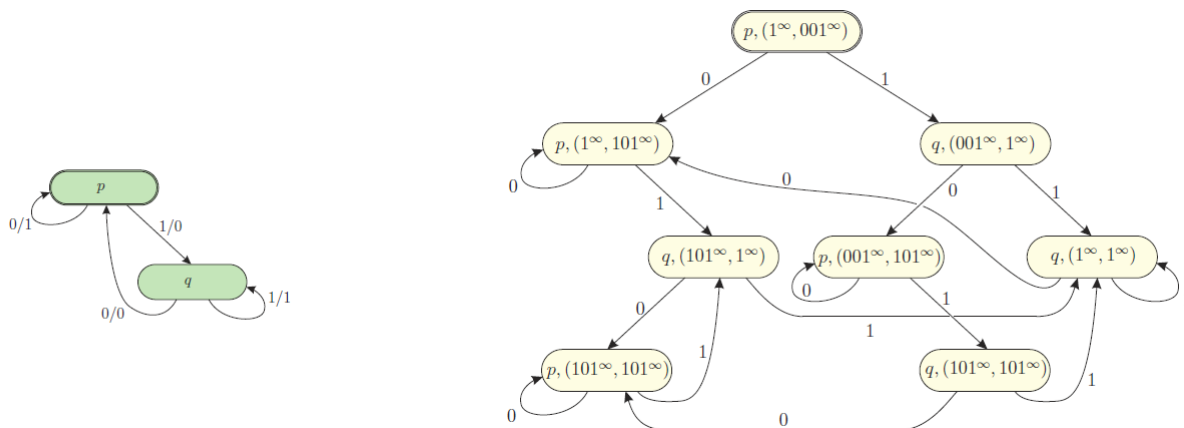 p, (1^∞, 001^∞)
0
1
p, (1^∞, 101^∞)
q, (001^∞, 1^∞)
0
0
0
1
1
p
0/1
1/0
q, (101^∞, 1^∞)
p, (001^∞, 101^∞)
q, (1^∞, 1^∞)
q
0
1/1
0/0
0
1
1
1
p, (101^∞, 101^∞)
q, (101^∞, 101^∞)
1
0
0